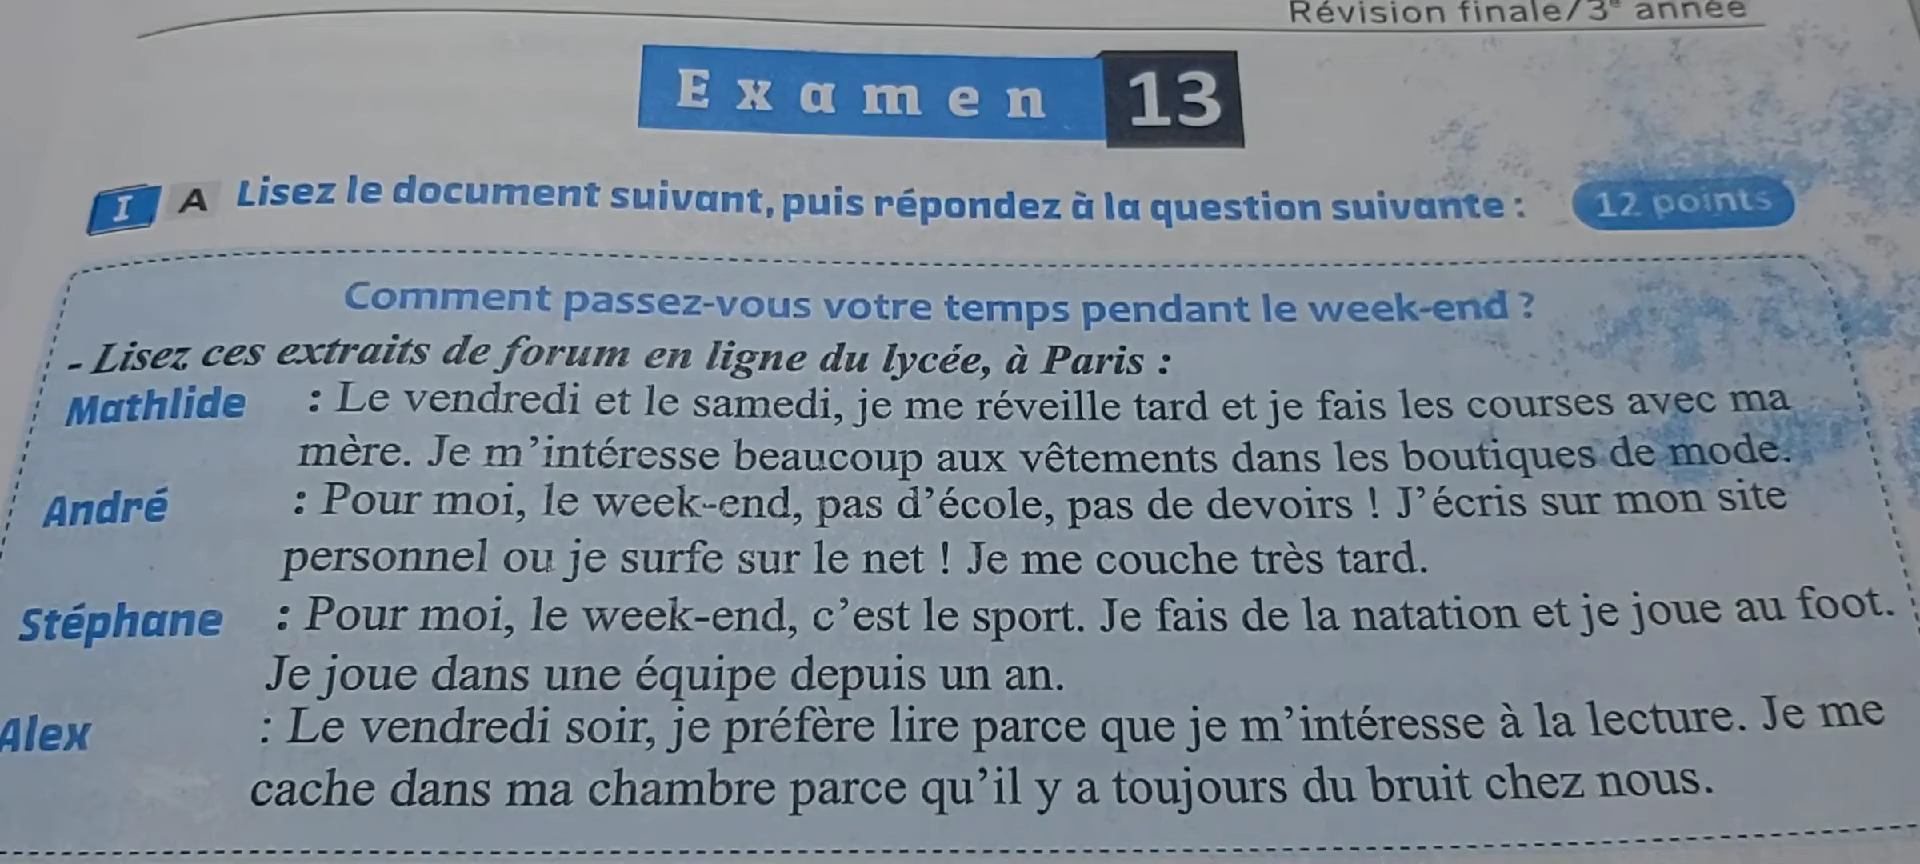 Révision finale/3e année
Examen 13
I A Lisez le document suivant, puis répondez à la question suivante : 12 points
Comment passez-vous votre temps pendant le week-end ?
- Lisez ces extraits de forum en ligne du lycée, à Paris :
Mathlide : Le vendredi et le samedi, je me réveille tard et je fais les courses avec ma
mère. Je m'intéresse beaucoup aux vêtements dans les boutiques de mode.
André : Pour moi, le week-end, pas d'école, pas de devoirs ! J'écris sur mon site
personnel ou je surfe sur le net ! Je me couche très tard.
Stéphane : Pour moi, le week-end, c'est le sport. Je fais de la natation et je joue au foot.
Je joue dans une équipe depuis un an.
Alex : Le vendredi soir, je préfère lire parce que je m'intéresse à la lecture. Je me
cache dans ma chambre parce qu'il y a toujours du bruit chez nous.